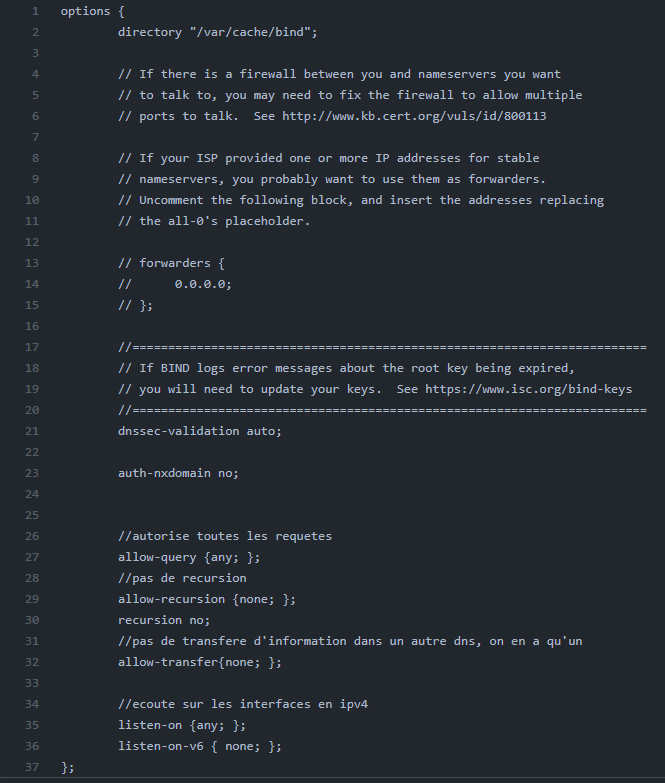 1 options {
2 directory "/var/cache/bind";
3
4 // If there is a firewall between you and nameservers you want
5 // to talk to, you may need to fix the firewall to allow multiple
6 // ports to talk.  See http://www.kb.cert.org/vuls/id/800113
7
8 // If your ISP provided one or more IP addresses for stable
9 // nameservers, you probably want to use them as forwarders.
10 // Uncomment the following block, and insert the addresses replacing
11 // the all-0's placeholder.
12
13 // forwarders {
14 //      0.0.0.0;
15 // };
16
17 //========================================================================
18 // If BIND logs error messages about the root key being expired,
19 // you will need to update your keys.  See https://www.isc.org/bind-keys
20 //========================================================================
21 dnssec-validation auto;
22
23 auth-nxdomain no;
24
25
26 //autorise toutes les requetes
27 allow-query {any; };
28 //pas de recursion
29 allow-recursion {none; };
30 recursion no;
31 //pas de transfere d'information dans un autre dns, on en a qu'un
32 allow-transfer{none; };
33
34 //ecoute sur les interfaces en ipv4
35 listen-on {any; };
36 listen-on-v6 { none; };
37 };